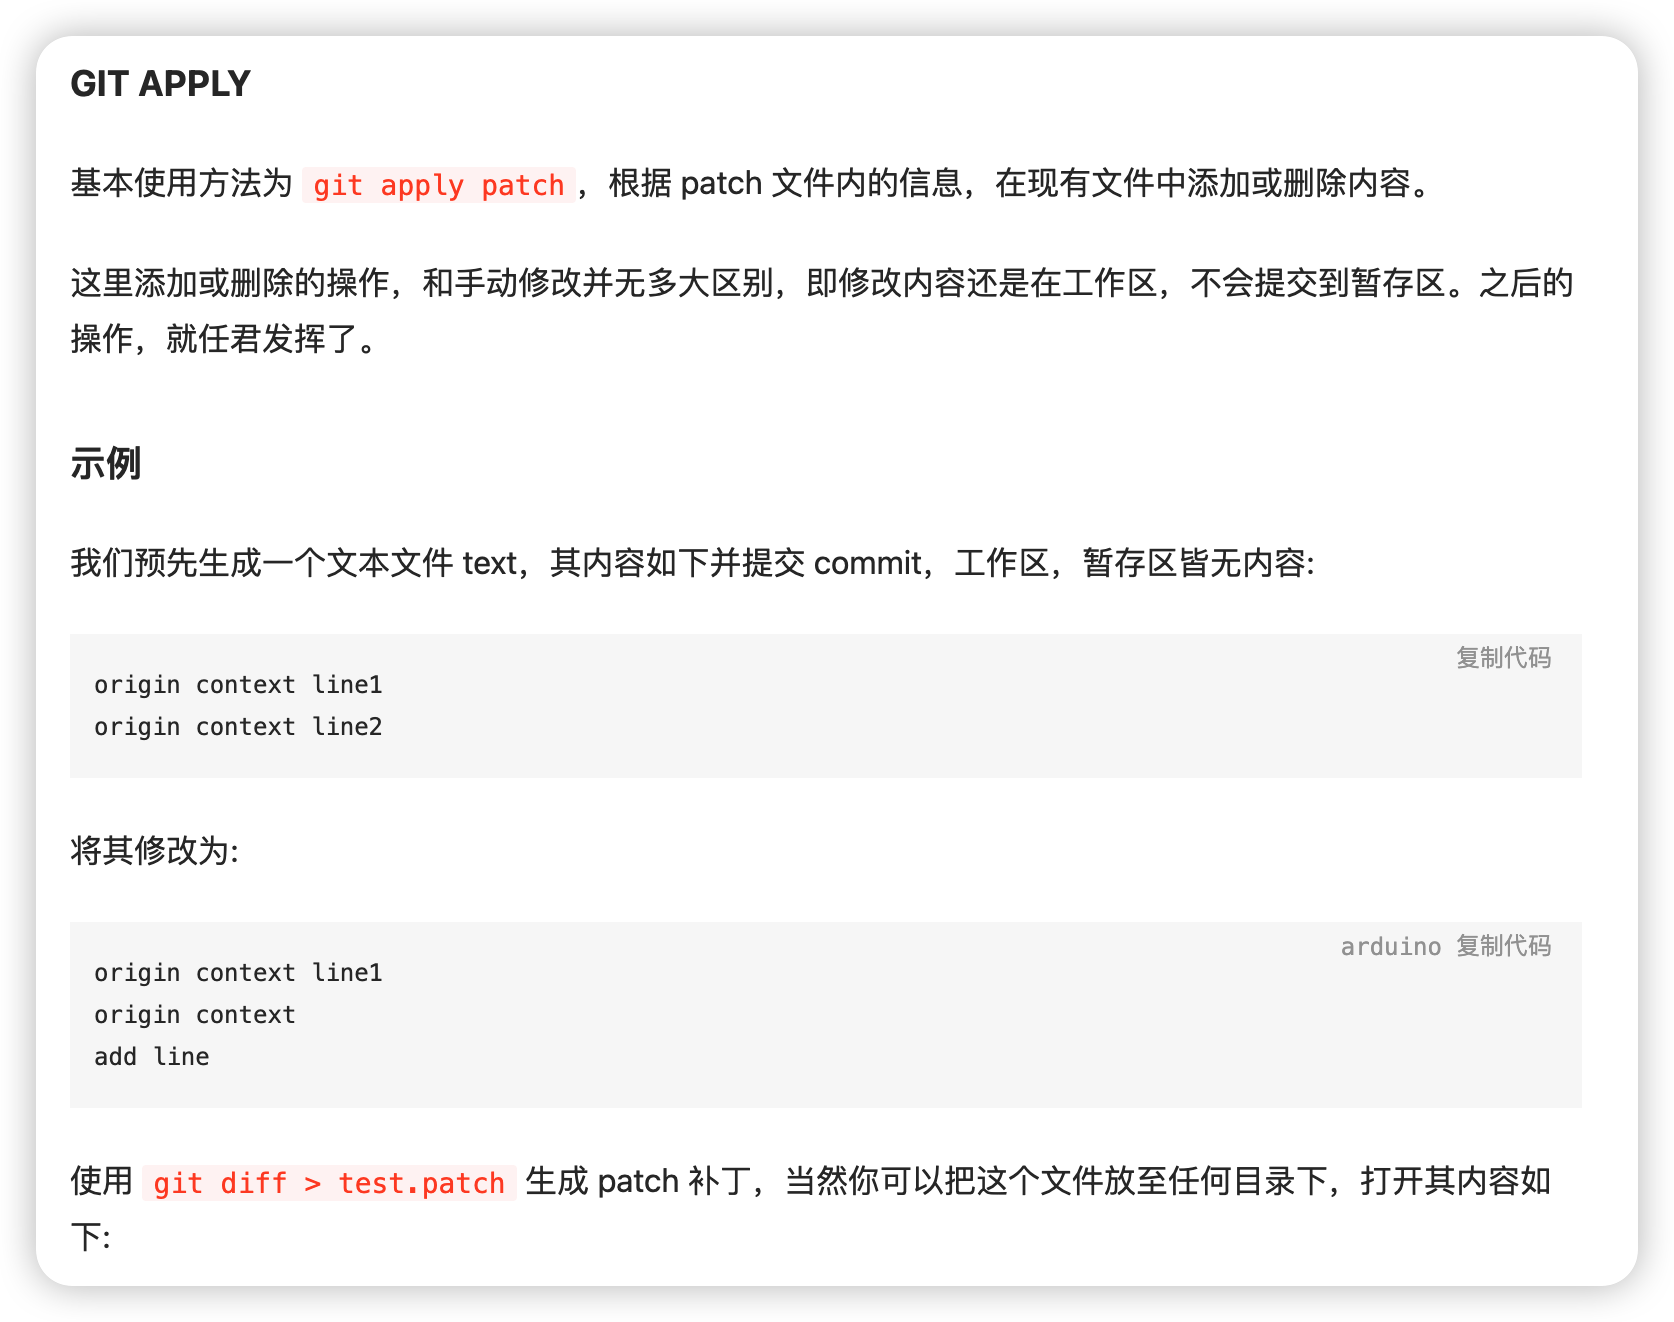 GIT APPLY
基本使用方法为 git apply patch，根据 patch 文件内的信息，在现有文件中添加或删除内容。
这里添加或删除的操作，和手动修改并无多大区别，即修改内容还是在工作区，不会提交到暂存区。之后的
操作，就任君发挥了。
示例
我们预先生成一个文本文件 text，其内容如下并提交 commit，工作区，暂存区皆无内容:
复制代码
origin context line1
origin context line2
将其修改为:
arduino 复制代码
origin context line1
origin context
add line
使用 git diff > test.patch 生成 patch 补丁，当然你可以把这个文件放至任何目录下，打开其内容如
下: